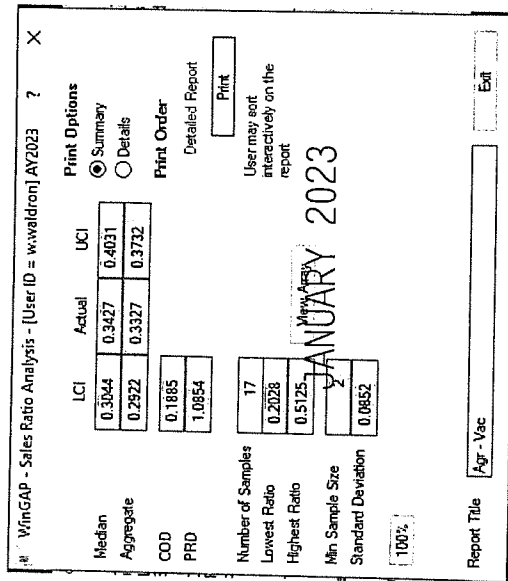 WinGAP - Sales Ratio Analysis - [User ID = w.waldron] AY2023 ? X
LCI Actual UCI
Median 0.3044 0.3427 0.4031
Aggregate 0.2922 0.3327 0.3732
COD 0.1885
PRD 1.0854
Number of Samples 17
Lowest Ratio 0.2028
Highest Ratio 0.5125
View Array
Min Sample Size 2
Standard Deviation 0.0852
100%
Print Options
Summary
Details
Print Order
Detailed Report
Print
User may sort
interactively on the
report
JANUARY 2023
Report Title Agr - Vac
Exit